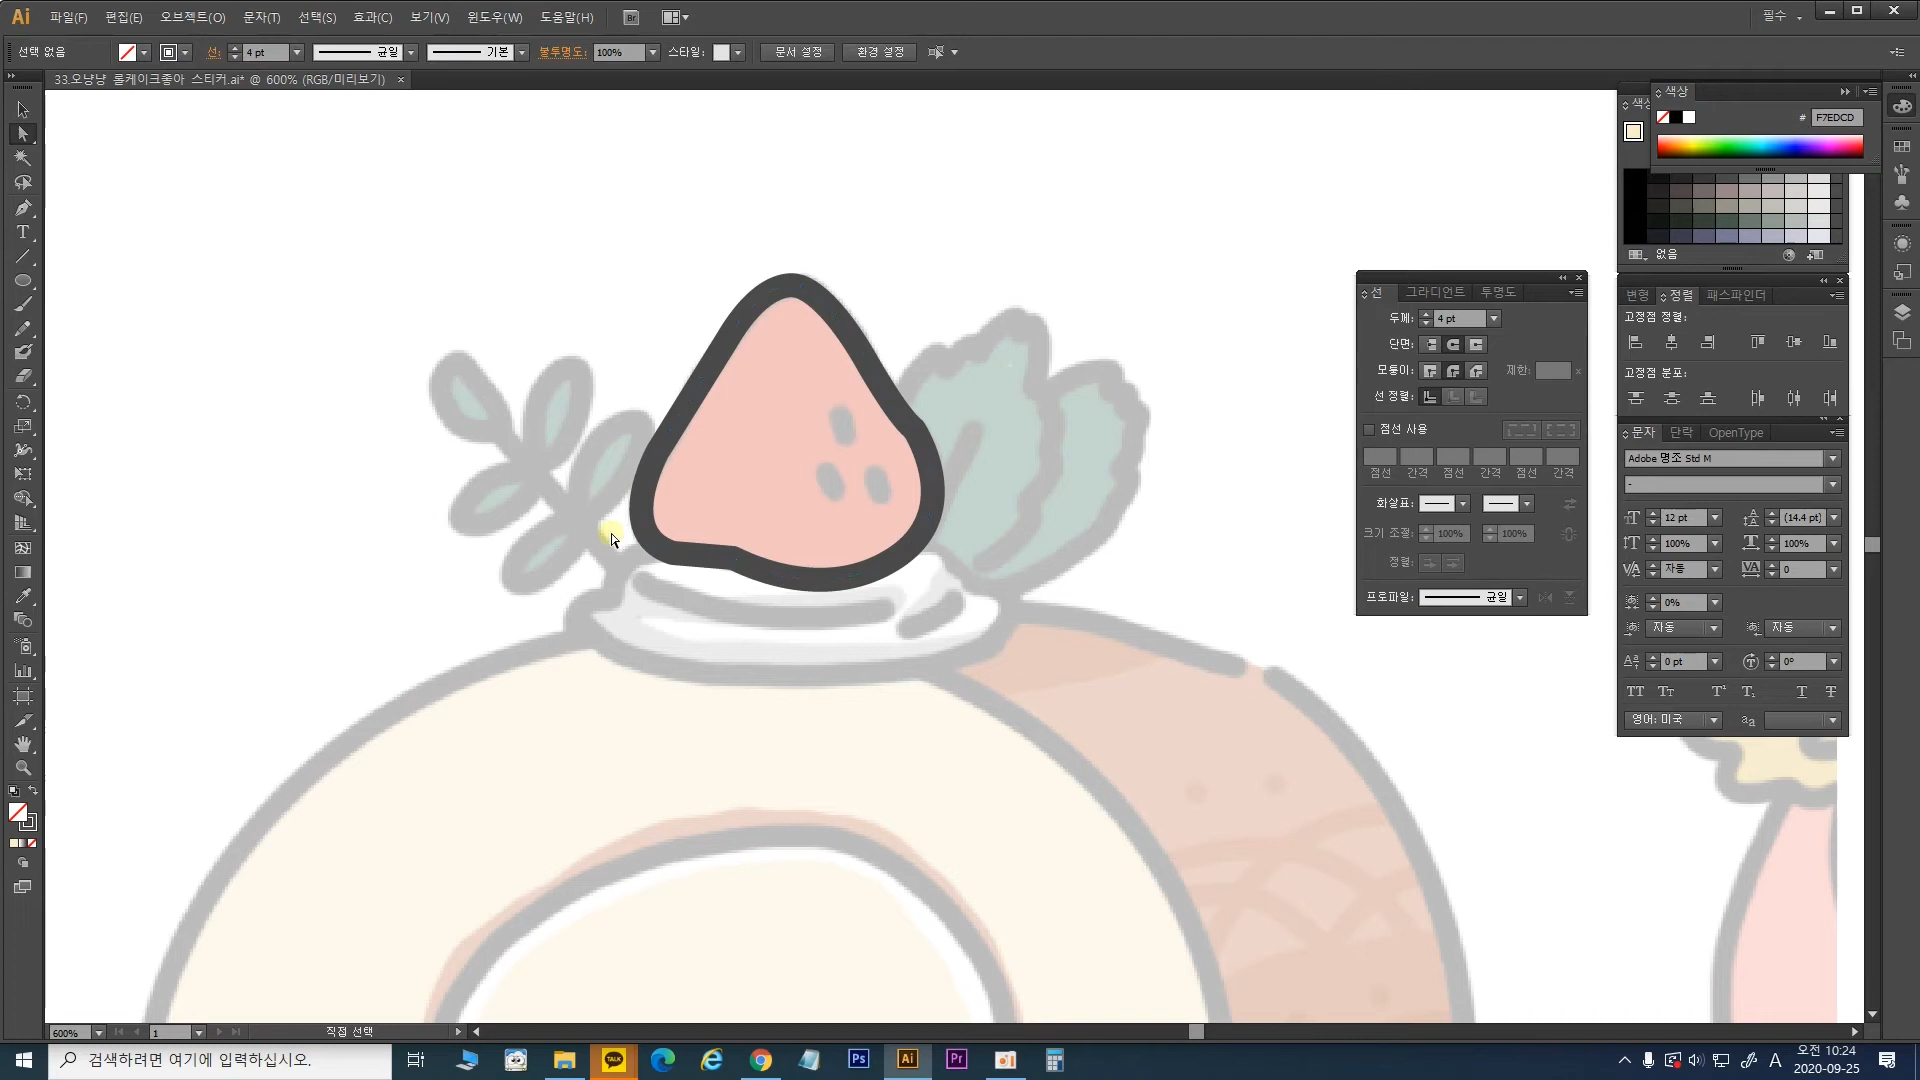 Ai 파일(F) 편집(E) 오브젝트(O) 문자(T) 선택(S) 효과(C) 보기(V) 윈도우(W) 도움말(H) Br 필수
선택 없음 선: 4 pt 균일 기본 불투명도: 100% 스타일: 문서 설정 환경 설정
33.오냥냥 롤케이크좋아 스티커.ai* @ 600% (RGB/미리보기) ×
색상
# F7EDCD
없음
선 그라디언트 투명도
두께: 4 pt
단면:
모퉁이: 제한: x
선 정렬:
점선 사용
점선 간격 점선 간격 점선 간격
화살표:
크기 조절: 100% 100%
정렬:
프로파일: 균일
변형 정렬 패스파인더
고정점 정렬:
고정점 분포:
문자 단락 OpenType
Adobe 명조 Std M
-
12 pt (14.4 pt)
100% 100%
자동 0
0%
자동 자동
0 pt 0°
TT Tt T¹ T₁ T T
영어: 미국 aa
600% 1 직접 선택
검색하려면 여기에 입력하십시오. TALK Ps Ai Pr A 오전 10:24
2020-09-25